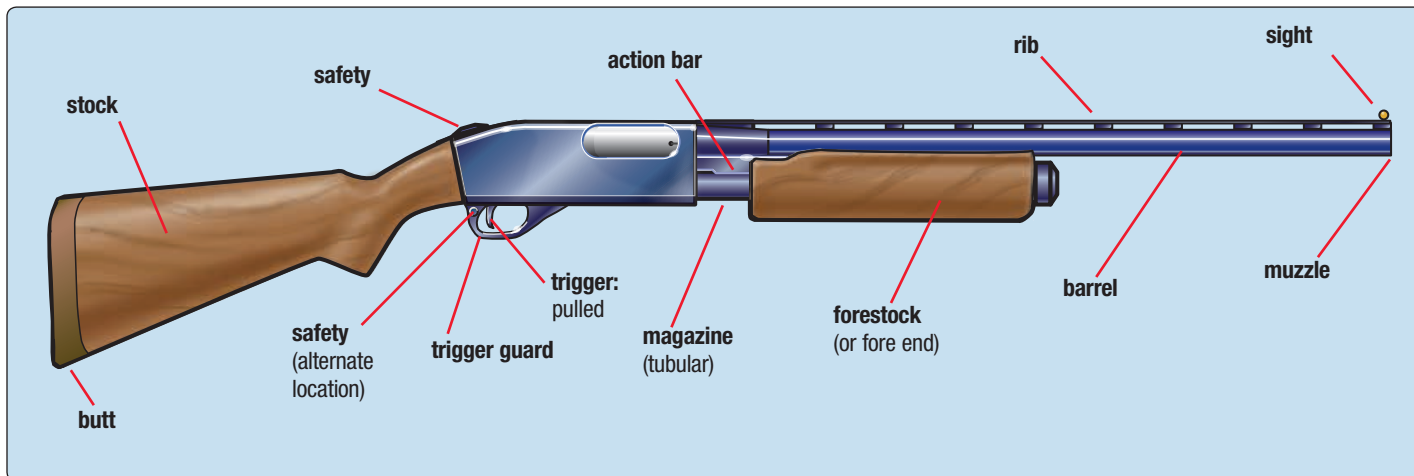 sight
rib
action bar
safety
stock
muzzle
trigger:
pulled
barrel
forestock
(or fore end)
magazine
(tubular)
safety
(alternate
location)
trigger guard
butt